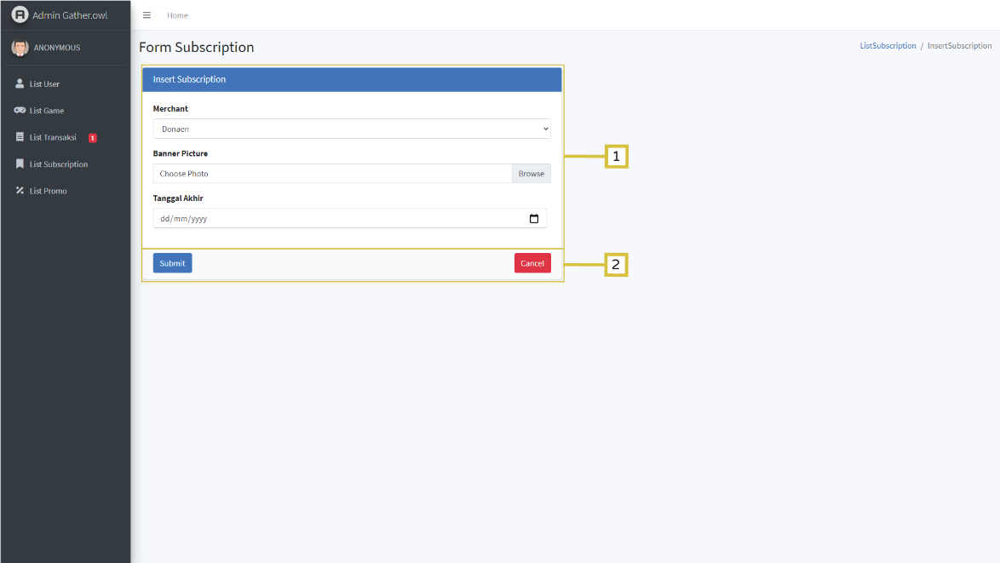 Admin Gather.owl
Home
ANONYMOUS
List User
List Game
List Transaksi 1
List Subscription
List Promo
Form Subscription
ListSubscription / InsertSubscription
Insert Subscription
Merchant
Donaen
Banner Picture
Choose Photo Browse
Tanggal Akhir
dd/mm/yyyy
Submit Cancel
1
2